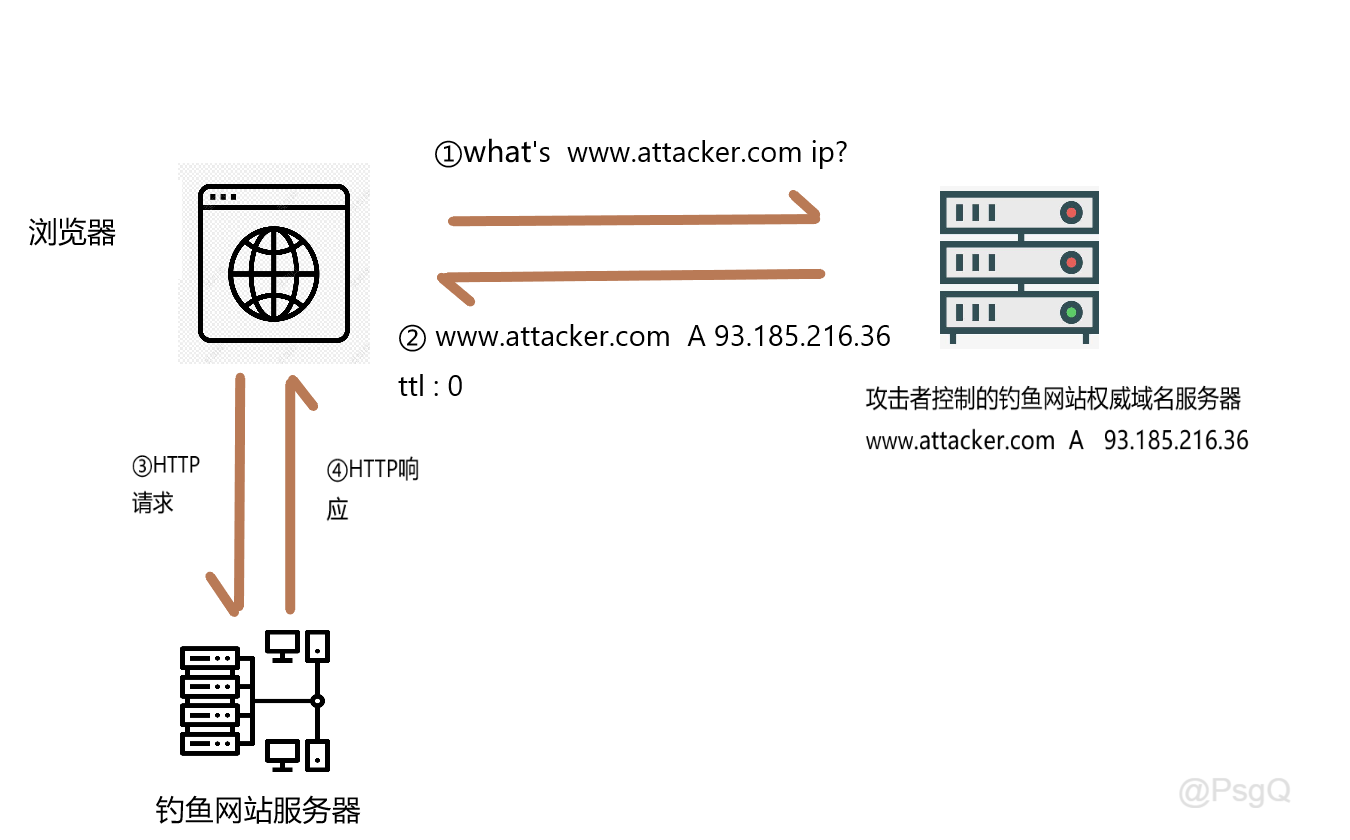 ①what's www.attacker.com ip?
浏览器
② www.attacker.com A 93.185.216.36
ttl : 0
攻击者控制的钓鱼网站权威域名服务器
www.attacker.com A 93.185.216.36
③HTTP
请求
④HTTP响
应
钓鱼网站服务器
@PsgQ